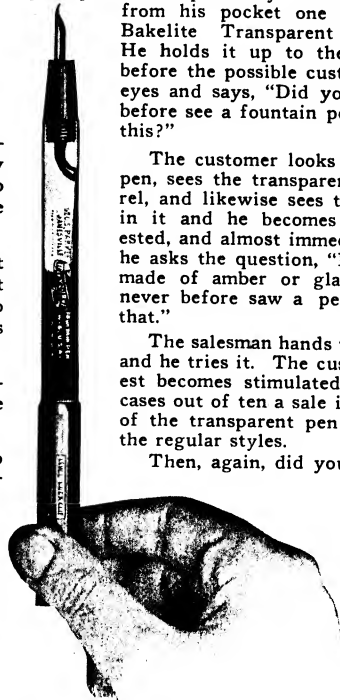 from his pocket one
Bakelite Transparent
He holds it up to the
before the possible cust
eyes and says, “Did yo
before see a fountain p
this?”
The customer looks
pen, sees the transparen
rel, and likewise sees t
in it and he becomes
ested, and almost immed
he asks the question, “I
made of amber or gla
never before saw a pe
that.”
The salesman hands
and he tries it. The cus
est becomes stimulated
cases out of ten a sale i
of the transparent pen
the regular styles.
Then, again, did you